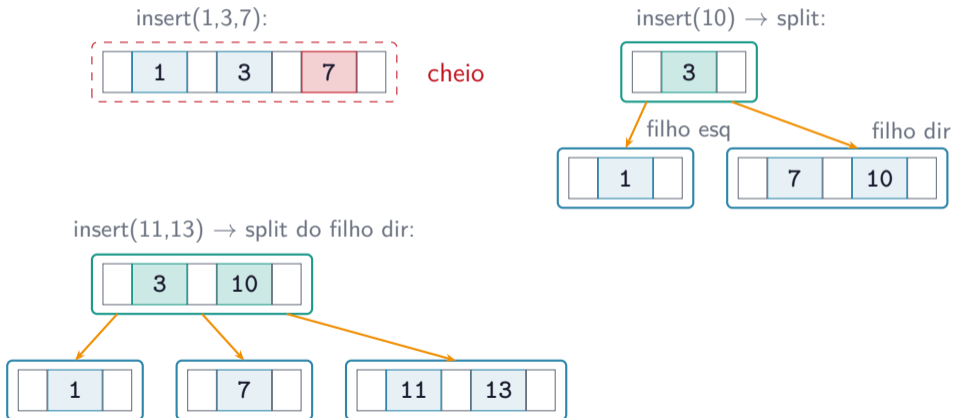 insert(1,3,7):
1 3 7
cheio
insert(10) → split:
3
filho esq
filho dir
1
7 10
insert(11,13) → split do filho dir:
3 10
1
7
11 13